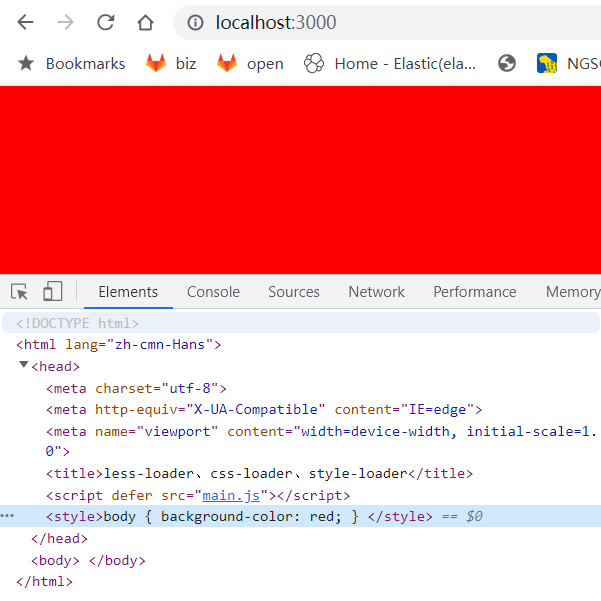 localhost:3000
Bookmarks biz open Home - Elastic(ela... NGS
Elements Console Sources Network Performance Memory
<!DOCTYPE html>
<html lang="zh-cmn-Hans">
<head>
<meta charset="utf-8">
<meta http-equiv="X-UA-Compatible" content="IE=edge">
<meta name="viewport" content="width=device-width, initial-scale=1.
0">
<title>less-loader、css-loader、style-loader</title>
<script defer src="main.js"></script>
<style>body { background-color: red; } </style> == $0
</head>
<body> </body>
</html>